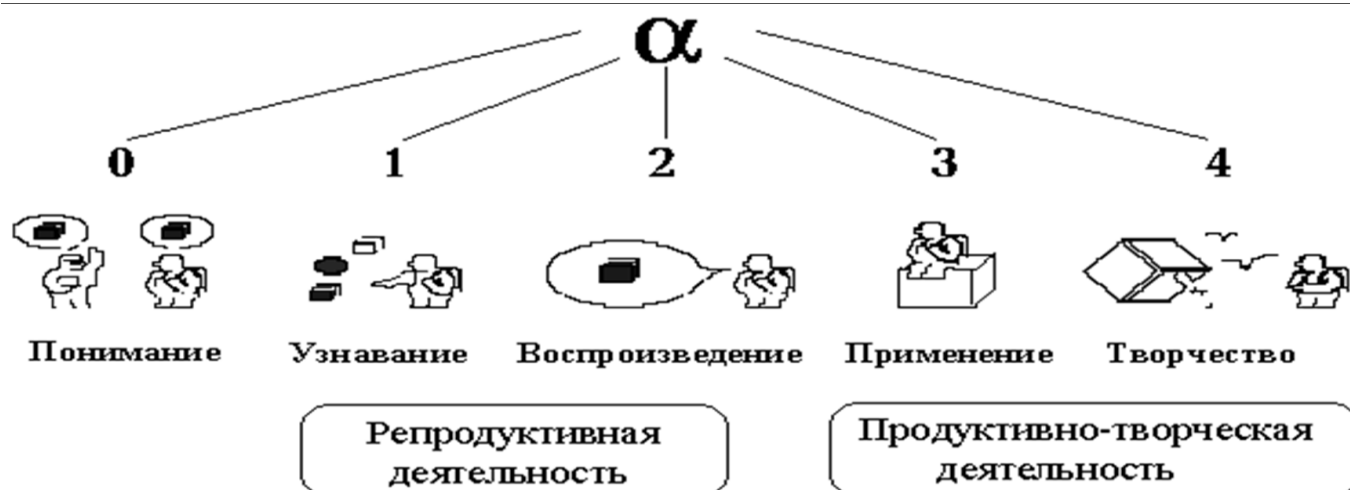 α
0 1 2 3 4
Понимание Узнавание Воспроизведение Применение Творчество
Репродуктивная
деятельность
Продуктивно-творческая
деятельность